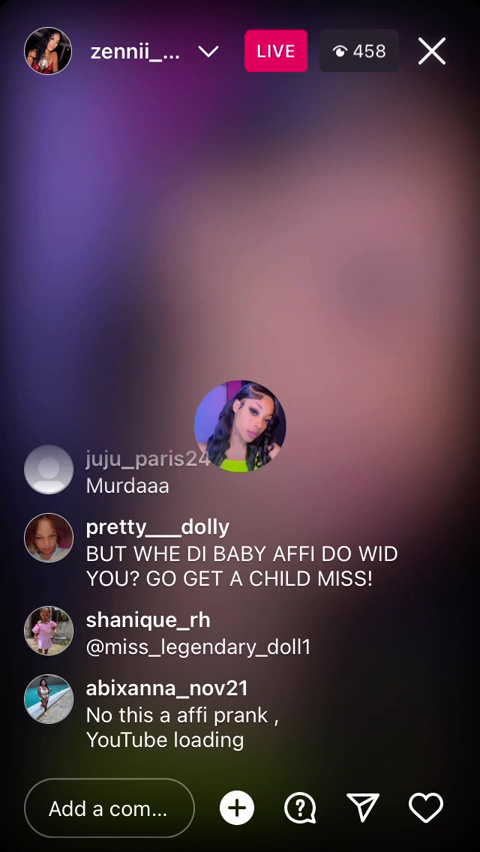 zennii_...
LIVE
458
juju_paris24
Murdaaa
pretty___dolly
BUT WHE DI BABY AFFI DO WID
YOU? GO GET A CHILD MISS!
shanique_rh
@miss_legendary_doll1
abixanna_nov21
No this a affi prank ,
YouTube loading
Add a com...